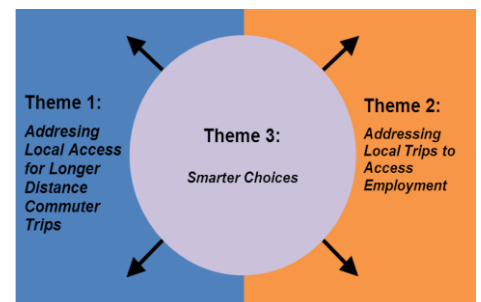 Theme 1:
Addresing
Local Access
for Longer
Distance
Commuter
Trips
Theme 3:
Smarter Choices
Theme 2:
Addressing
Local Trips to
Access
Employment